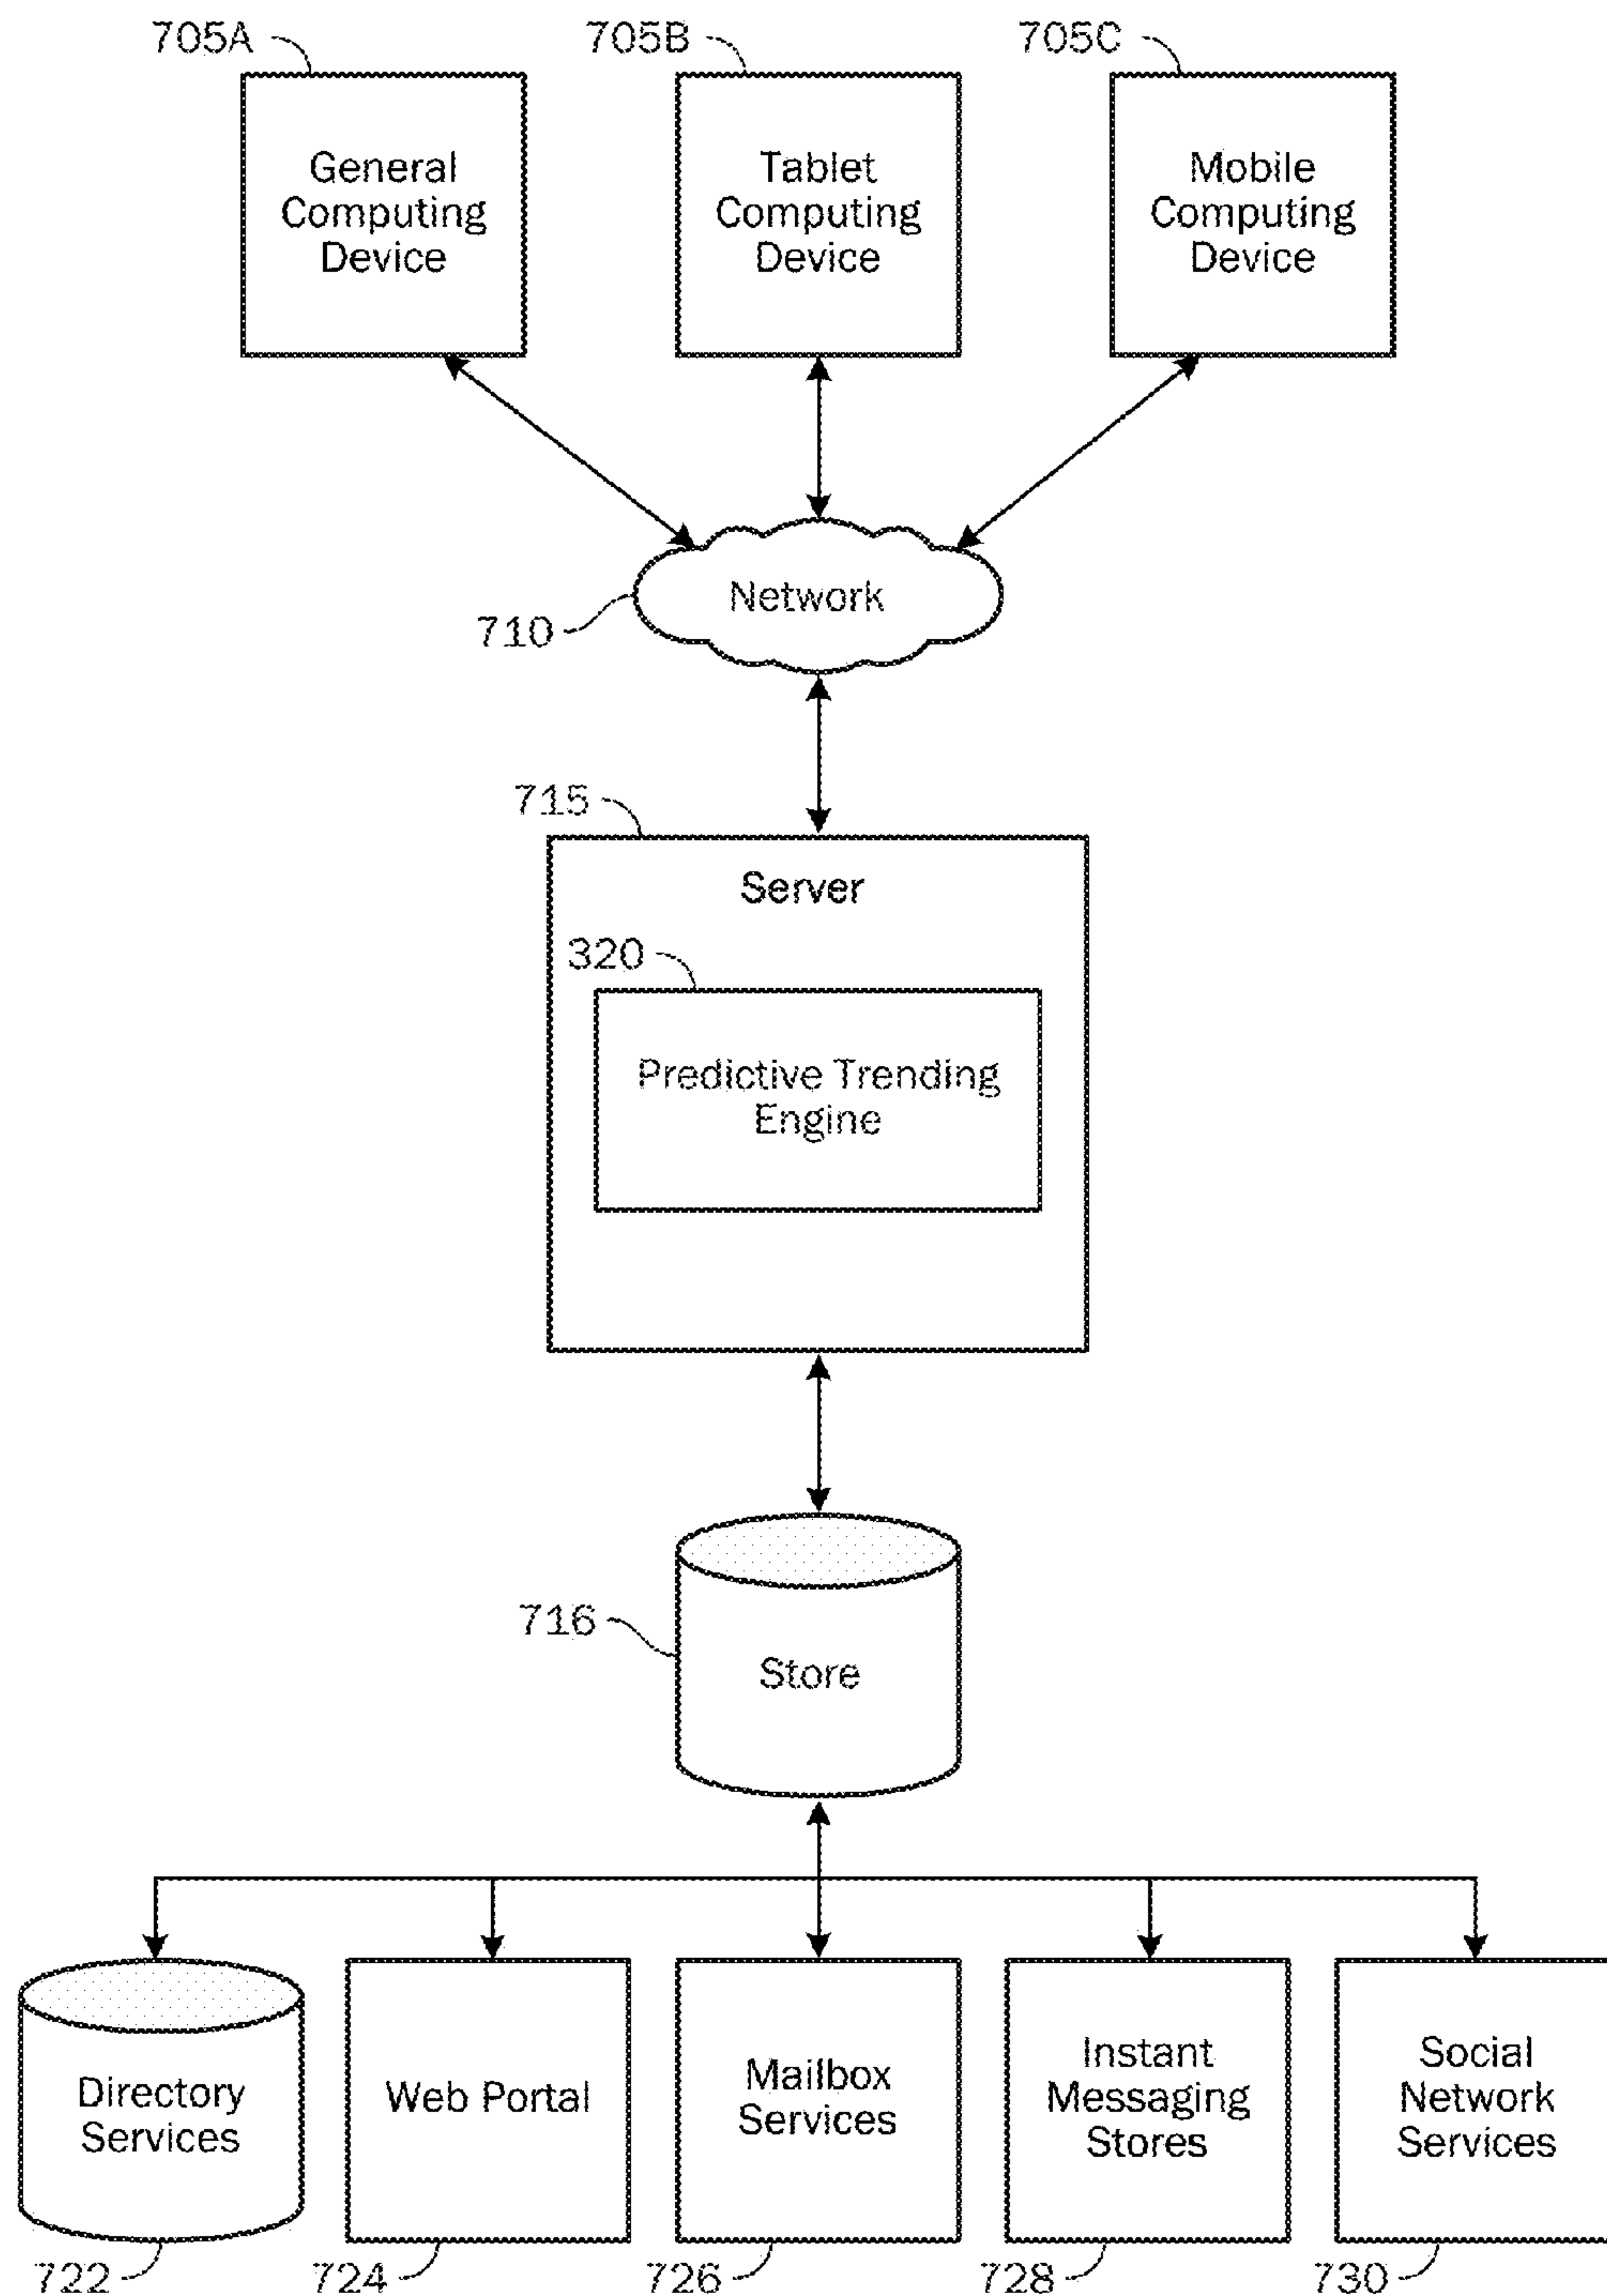 705A 705B 705C
General
Computing
Device
Tablet
Computing
Device
Mobile
Computing
Device
Network
710
715
Server
320
Predictive Trending
Engine
716
Store
Directory
Services
Web Portal
Mailbox
Services
Instant
Messaging
Stores
Social
Network
Services
722 724 726 728 730